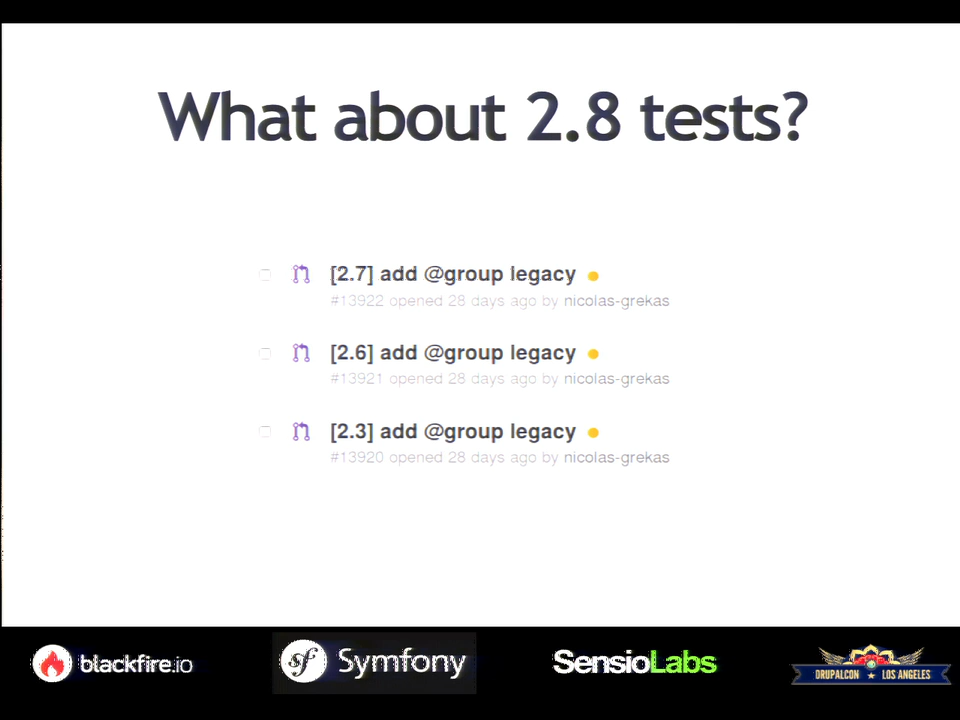 What about 2.8 tests?
[2.7] add @group legacy
#13922 opened 28 days ago by nicolas-grekas
[2.6] add @group legacy
#13921 opened 28 days ago by nicolas-grekas
[2.3] add @group legacy
#13920 opened 28 days ago by nicolas-grekas
blackfire.io
sf Symfony
SensioLabs
DRUPALCON LOS ANGELES